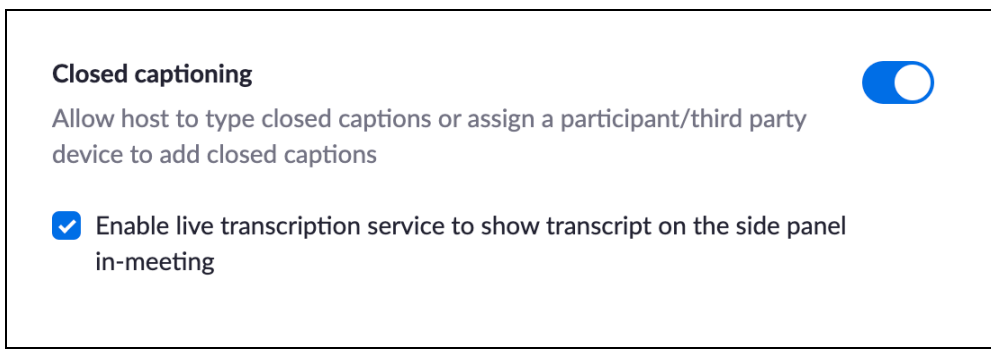 Closed captioning
Allow host to type closed captions or assign a participant/third party
device to add closed captions
Enable live transcription service to show transcript on the side panel
in-meeting